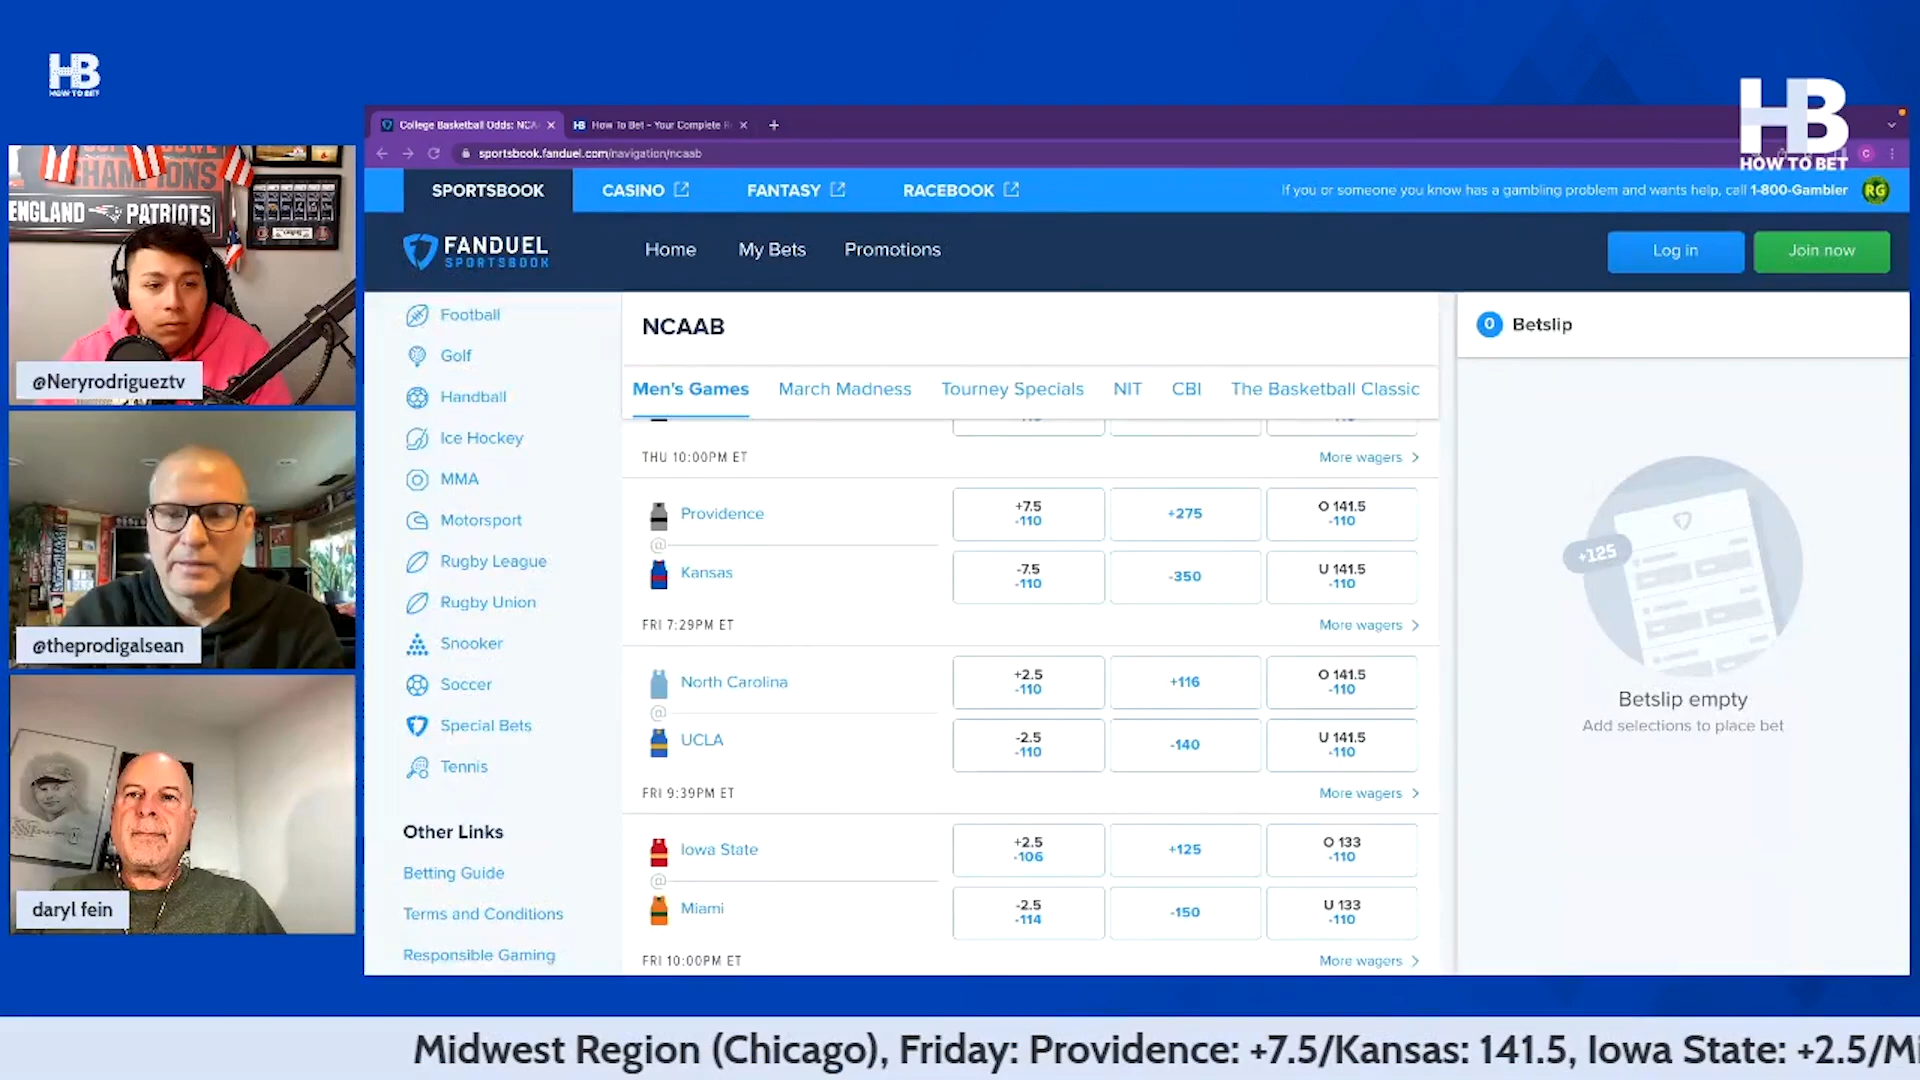 HB
HOW TO BET
HB
HOW TO BET
College Basketball Odds: NCA
How To Bet - Your Complete R
sportsbook.fanduel.com/navigation/ncaab
SPORTSBOOK
CASINO
FANTASY
RACEBOOK
If you or someone you know has a gambling problem and wants help, call 1-800-Gambler
RG
FANDUEL
SPORTSBOOK
Home
My Bets
Promotions
Log in
Join now
CHAMPIONS
ENGLAND PATRIOTS
@Neryrodrigueztv
@theprodigalsean
daryl fein
Football
Golf
Handball
Ice Hockey
MMA
Motorsport
Rugby League
Rugby Union
Snooker
Soccer
Special Bets
Tennis
Other Links
Betting Guide
Terms and Conditions
Responsible Gaming
NCAAB
Men's Games
March Madness
Tourney Specials
NIT
CBI
The Basketball Classic
THU 10:00PM ET
More wagers >
Providence
+7.5
-110
+275
O 141.5
-110
@
Kansas
-7.5
-110
-350
U 141.5
-110
FRI 7:29PM ET
More wagers >
North Carolina
+2.5
-110
+116
O 141.5
-110
@
UCLA
-2.5
-110
-140
U 141.5
-110
FRI 9:39PM ET
More wagers >
Iowa State
+2.5
-106
+125
O 133
-110
@
Miami
-2.5
-114
-150
U 133
-110
FRI 10:00PM ET
More wagers >
0 Betslip
+125
Betslip empty
Add selections to place bet
Midwest Region (Chicago), Friday: Providence: +7.5/Kansas: 141.5, Iowa State: +2.5/Mi